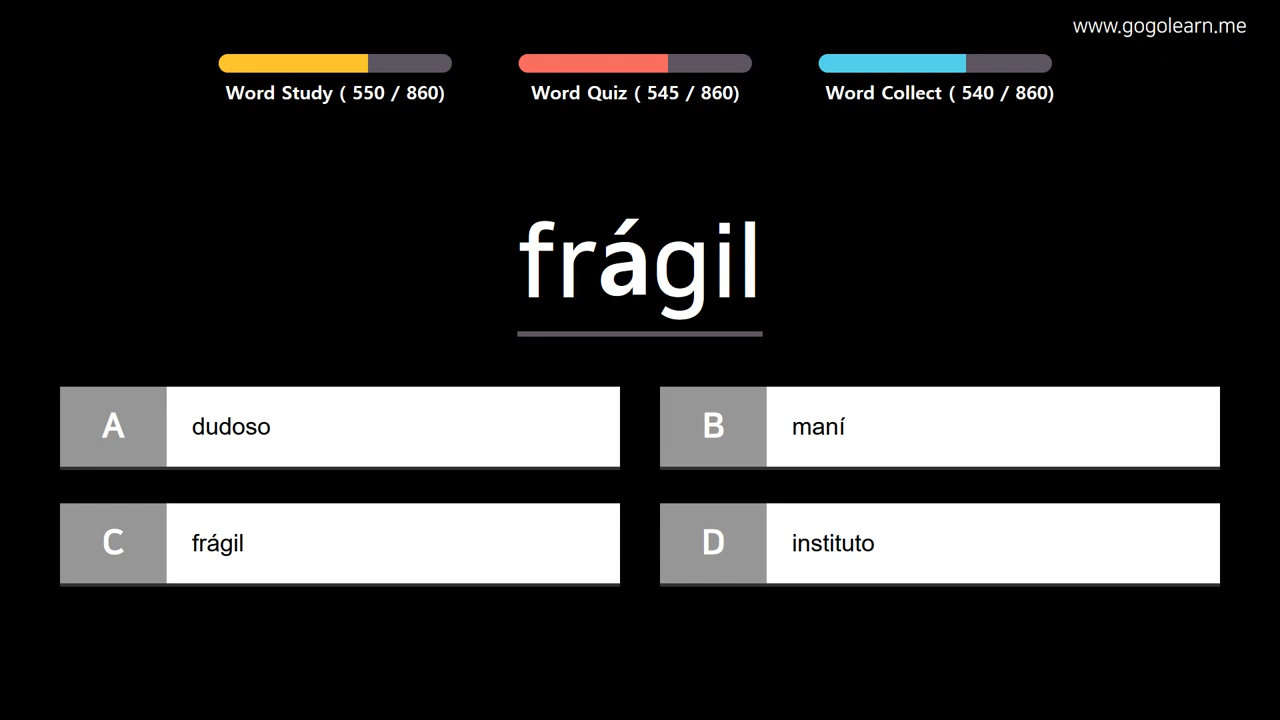 www.gogolearn.me
Word Study ( 550 / 860)
Word Quiz ( 545 / 860)
Word Collect ( 540 / 860)
frágil
A
dudoso
B
maní
C
frágil
D
instituto